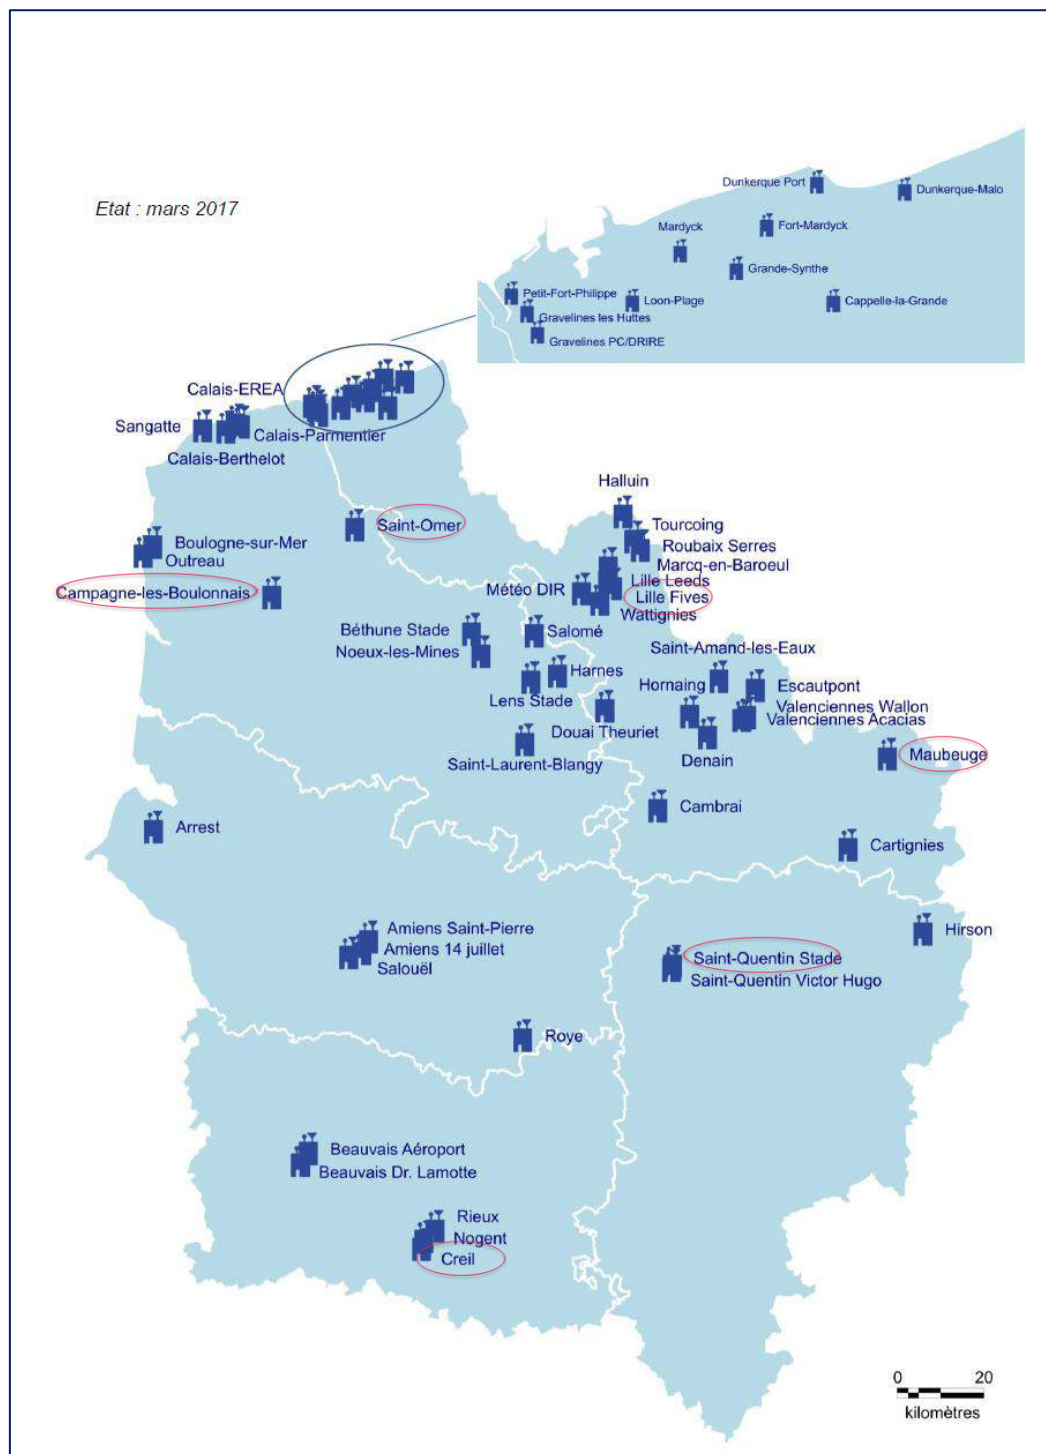 Etat : mars 2017
Dunkerque Port
Dunkerque-Malo
Mardyck
Fort-Mardyck
Grande-Synthe
Petit-Fort-Philippe
Loon-Plage
Cappelle-la-Grande
Gravelines les Huttes
Gravelines PC/DRIRE
Calais-EREA
Sangatte
Calais-Parmentier
Calais-Berthelot
Halluin
Saint-Omer
Tourcoing
Boulogne-sur-Mer
Roubaix Serres
Outreau
Marcq-en-Baroeul
Lille Leeds
Campagne-les-Boulonnais
Météo DIR
Lille Fives
Wattignies
Béthune Stade
Salomé
Noeux-les-Mines
Saint-Amand-les-Eaux
Harnes
Hornaing
Escautpont
Lens Stade
Valenciennes Wallon
Valenciennes Acacias
Douai Theuriet
Saint-Laurent-Blangy
Denain
Maubeuge
Cambrai
Arrest
Cartignies
Amiens Saint-Pierre
Hirson
Amiens 14 juillet
Saint-Quentin Stade
Salouël
Saint-Quentin Victor Hugo
Roye
Beauvais Aéroport
Beauvais Dr. Lamotte
Rieux
Nogent
Creil
0 20
kilomètres